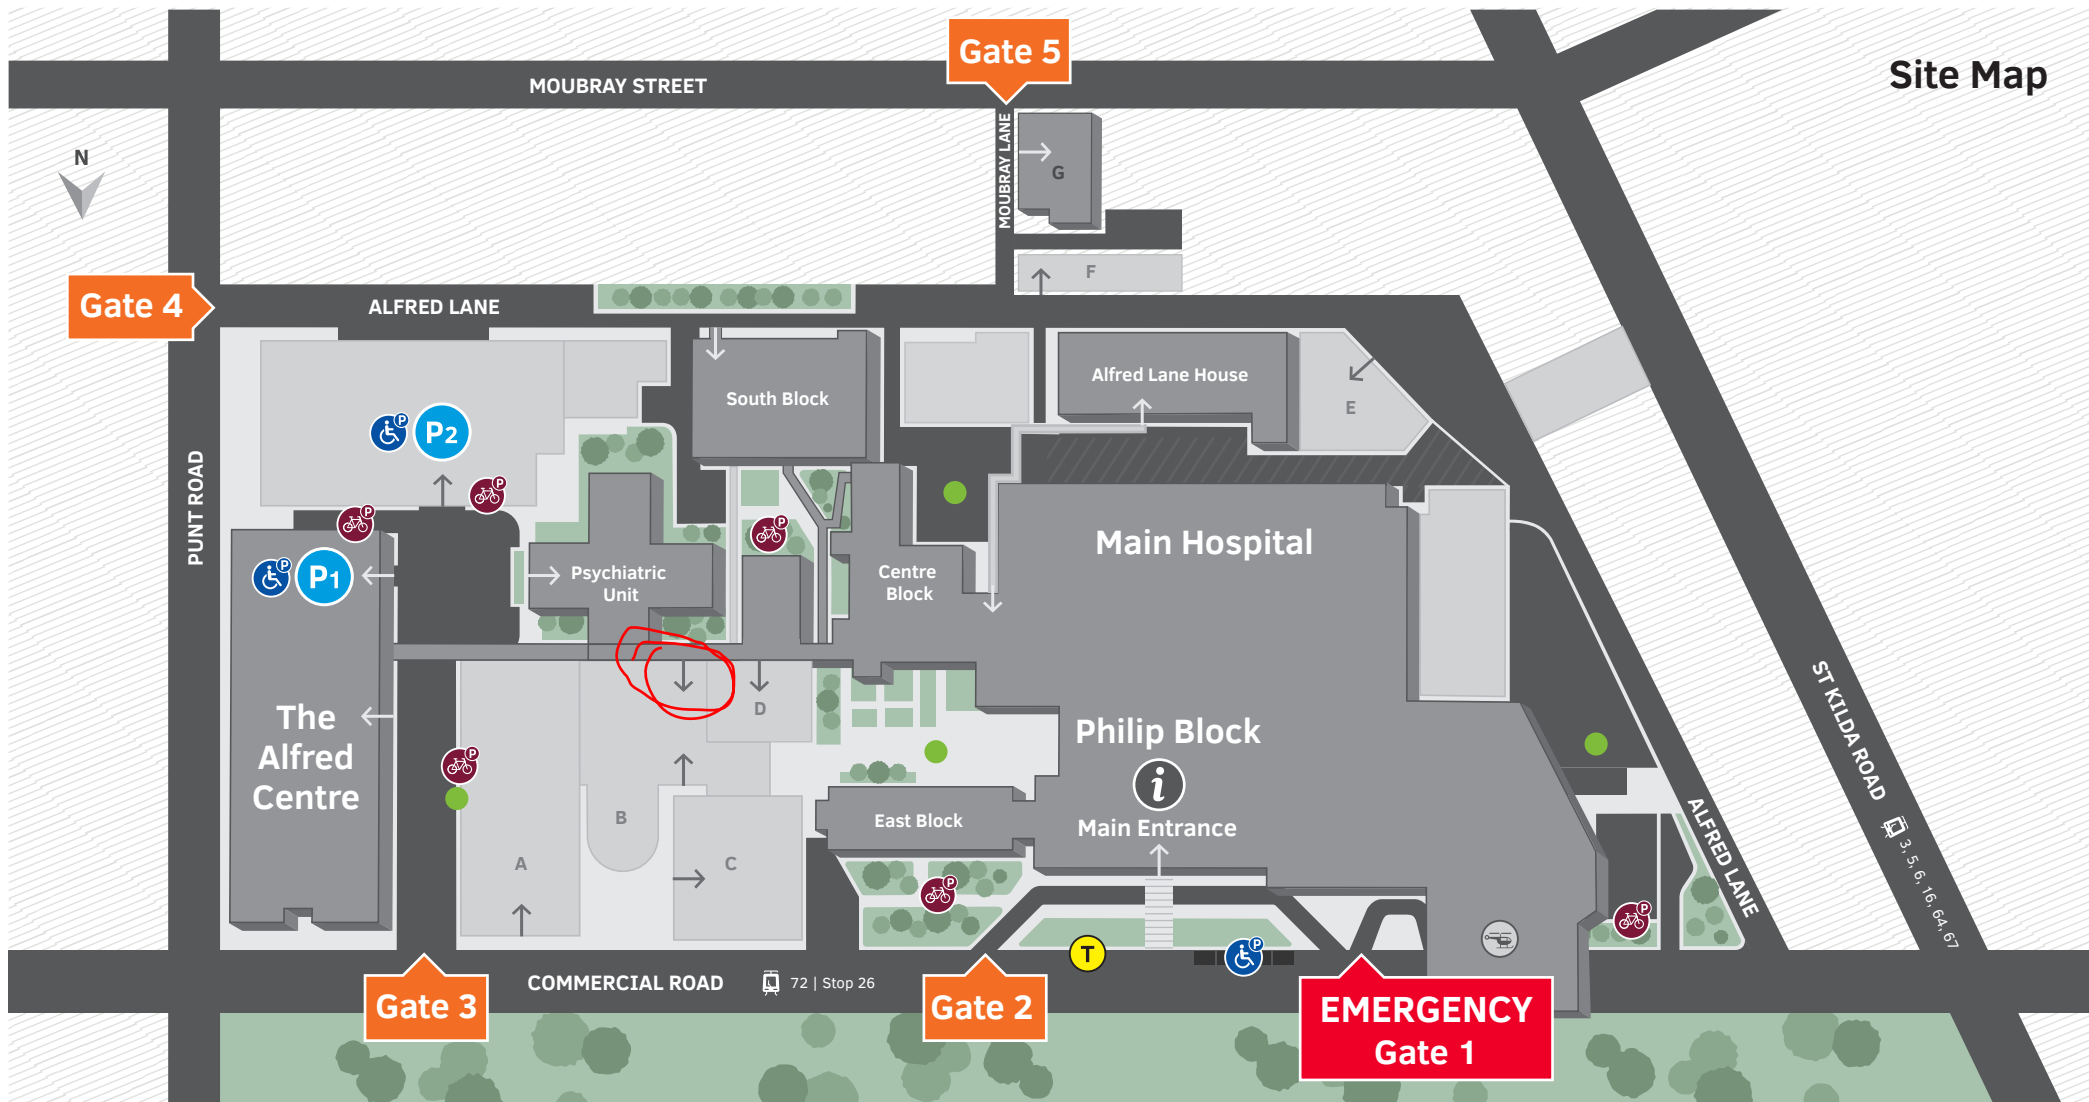 Gate 5
Site Map
MOUBRAY STREET
N
MOUBRAY LANE
G
F
Gate 4
ALFRED LANE
South Block
Alfred Lane House
E
P
P2
PUNT ROAD
P
P
P
Main Hospital
P
P1
Psychiatric
Unit
Centre
Block
The
Alfred
Centre
D
Philip Block
i
Main Entrance
ST KILDA ROAD
3, 5, 6, 16, 64, 67
P
B
East Block
A
C
ALFRED LANE
P
P
T
P
COMMERCIAL ROAD
72 | Stop 26
Gate 3
Gate 2
EMERGENCY
Gate 1